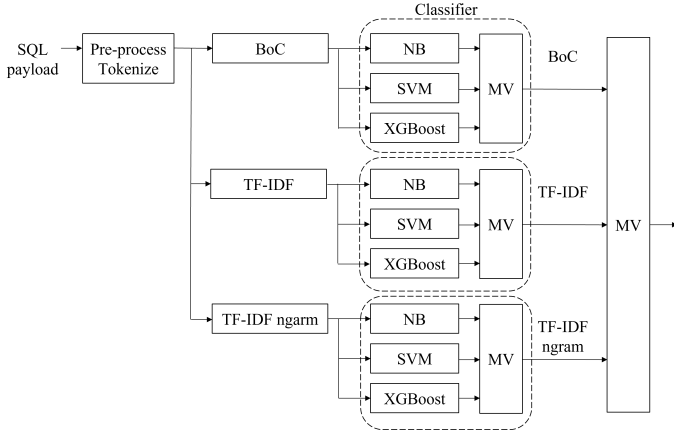 Classifier
SQL
payload
Pre-process
Tokenize
BoC
NB
SVM
XGBoost
MV
BoC
TF-IDF
NB
SVM
XGBoost
MV
TF-IDF
MV
TF-IDF ngarm
NB
SVM
XGBoost
MV
TF-IDF
ngram